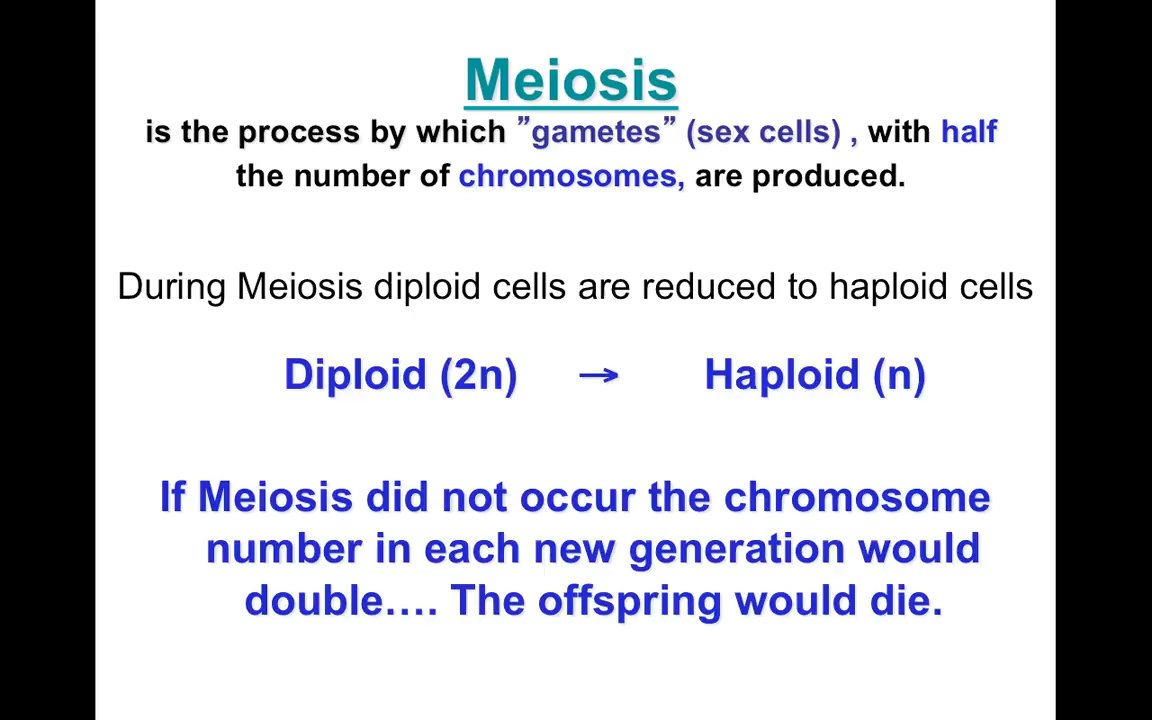 Meiosis
is the process by which ”gametes” (sex cells) , with half
the number of chromosomes, are produced.
During Meiosis diploid cells are reduced to haploid cells
Diploid (2n) → Haploid (n)
If Meiosis did not occur the chromosome
number in each new generation would
double…. The offspring would die.